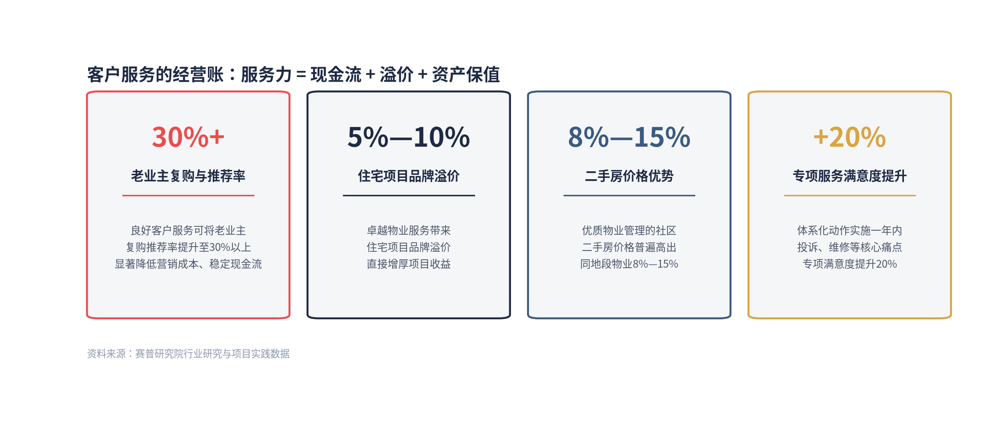 客户服务的经营账：服务力 = 现金流 + 溢价 + 资产保值
30%+
老业主复购与推荐率
良好客户服务可将老业主
复购推荐率提升至30%以上
显著降低营销成本、稳定现金流
5%—10%
住宅项目品牌溢价
卓越物业服务带来
住宅项目品牌溢价
直接增厚项目收益
8%—15%
二手房价格优势
优质物业管理的社区
二手房价格普遍高出
同地段物业8%—15%
+20%
专项服务满意度提升
体系化动作实施一年内
投诉、维修等核心痛点
专项满意度提升20%
资料来源：赛普研究院行业研究与项目实践数据